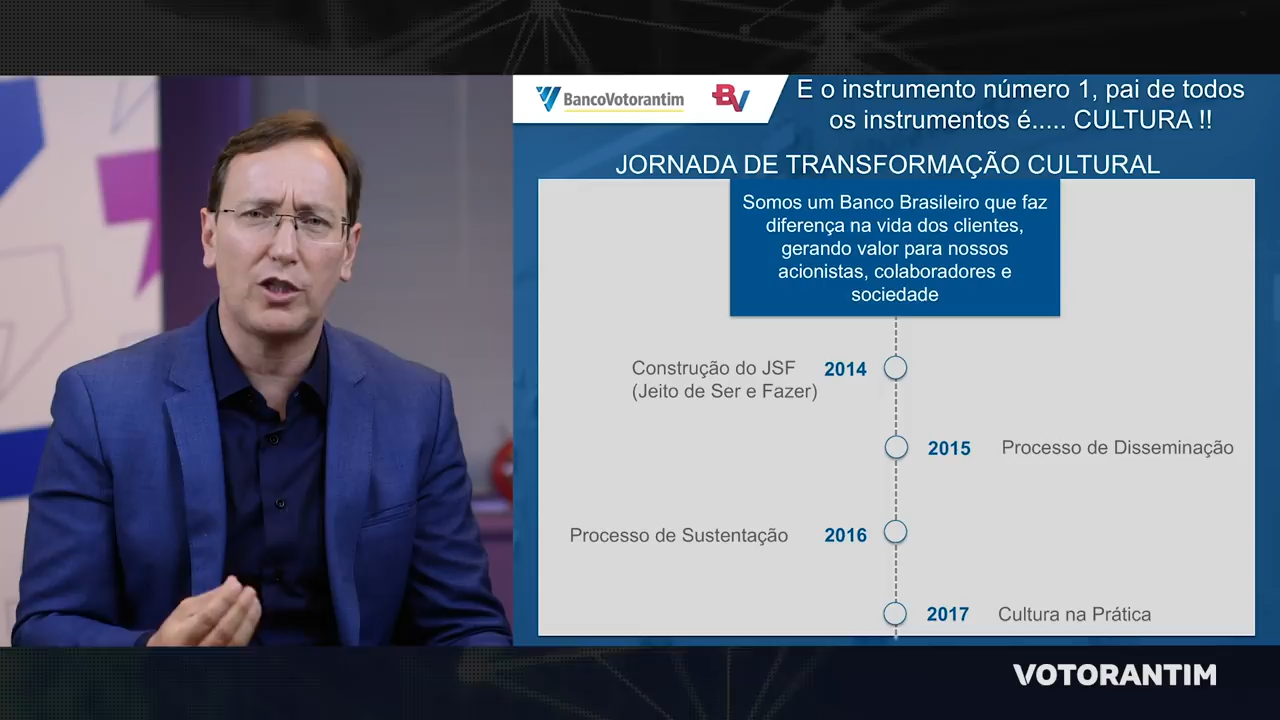 BancoVotorantim
BV
E o instrumento número 1, pai de todos
os instrumentos é..... CULTURA !!
JORNADA DE TRANSFORMAÇÃO CULTURAL
Somos um Banco Brasileiro que faz
diferença na vida dos clientes,
gerando valor para nossos
acionistas, colaboradores e
sociedade
Construção do JSF
(Jeito de Ser e Fazer)
2014
2015
Processo de Disseminação
Processo de Sustentação
2016
2017
Cultura na Prática
VOTORANTIM